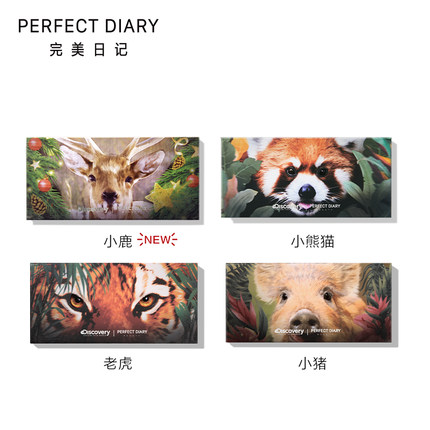 PERFECT DIARY
完美日记
小鹿 NEW
Discovery | PERFECT DIARY
小熊猫
Discovery | PERFECT DIARY
老虎
Discovery | PERFECT DIARY
小猪